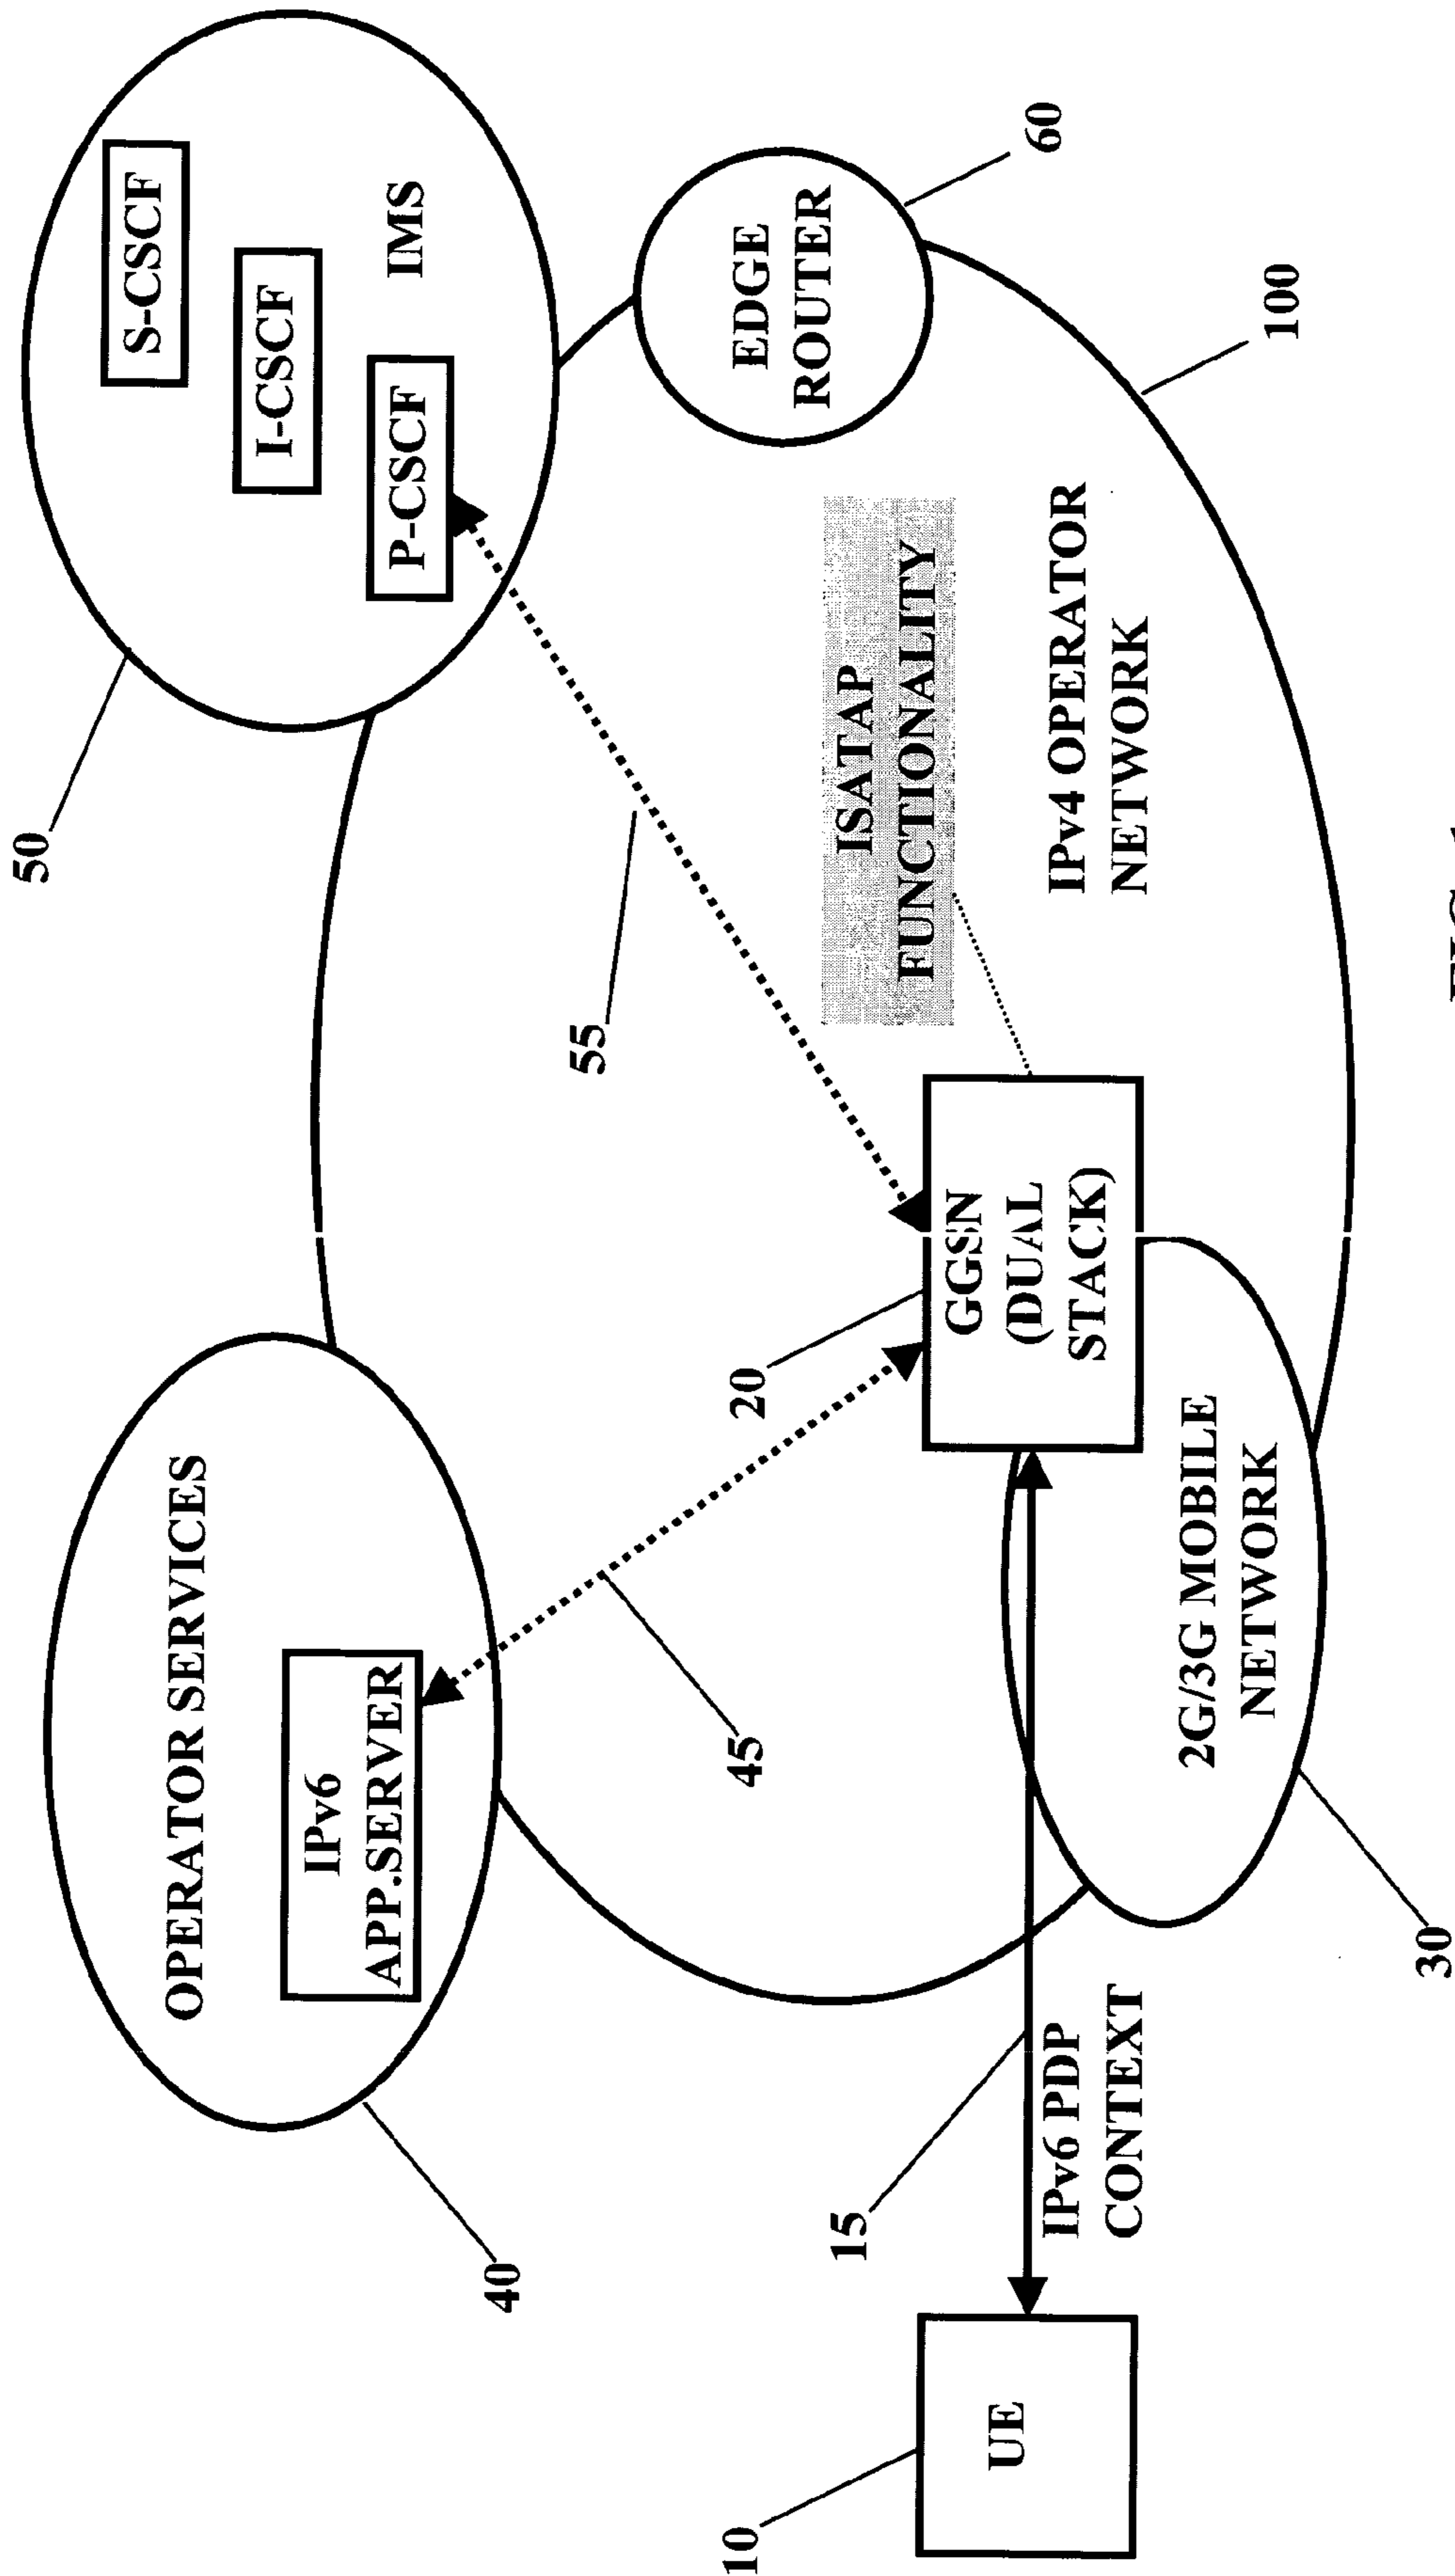 50
S-CSCF
I-CSCF
P-CSCF
IMS
OPERATOR SERVICES
IPv6
APP.SERVER
40
45
55
EDGE
ROUTER
60
ISATAP
FUNCTIONALITY
20
GGSN
(DUAL
STACK)
IPv4 OPERATOR
NETWORK
100
10
UE
15
IPv6 PDP
CONTEXT
2G/3G MOBILE
NETWORK
30